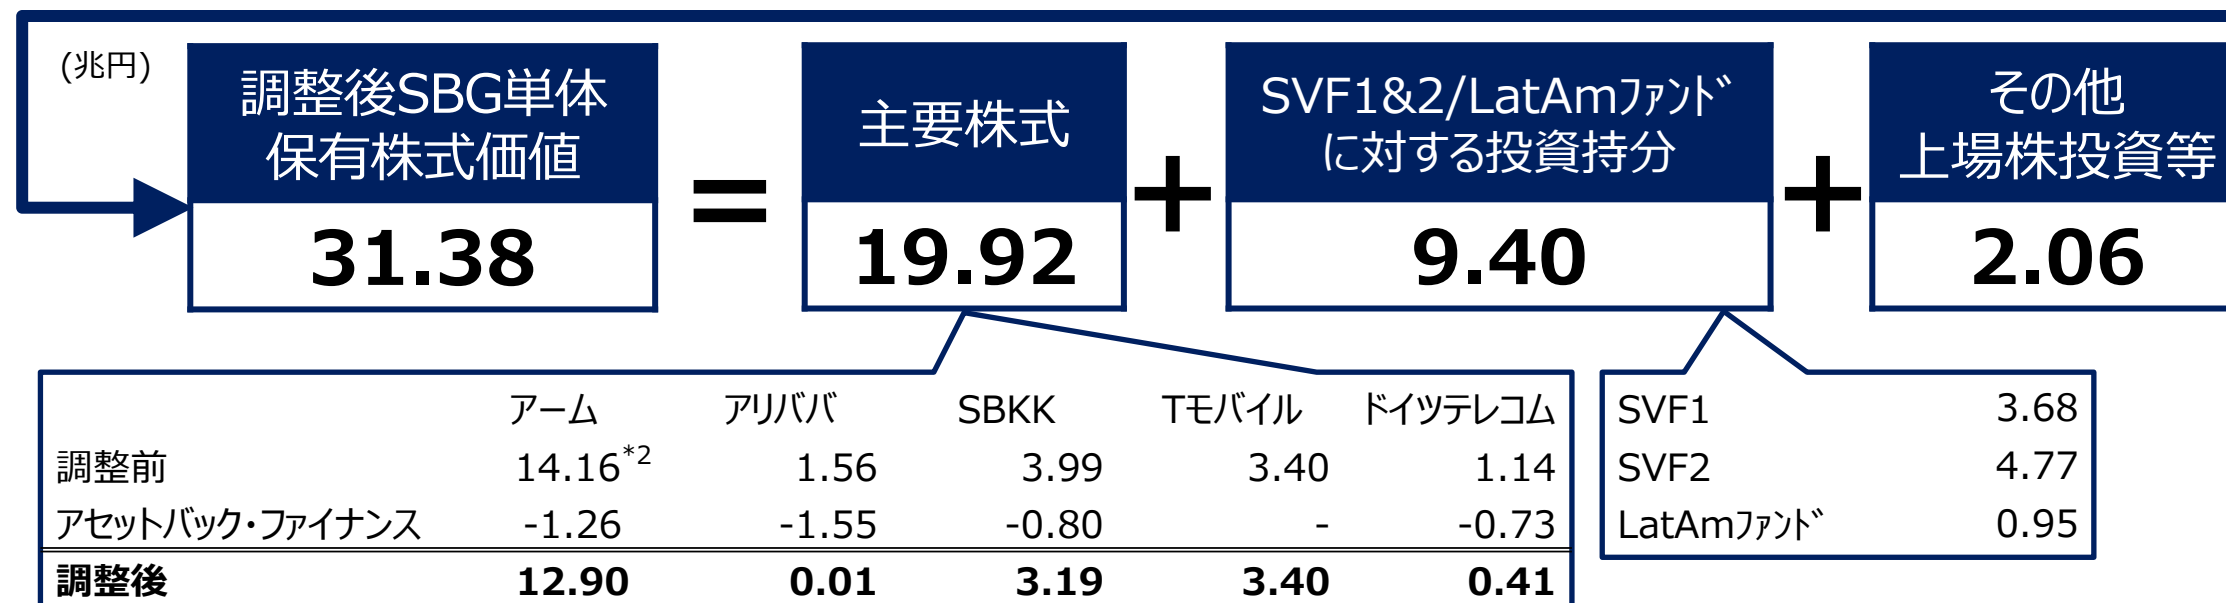 (兆円)
調整後SBG単体
保有株式価値
31.38
=
主要株式
19.92
+
SVF1&2/LatAmﾌｧﾝﾄﾞ
に対する投資持分
9.40
+
その他
上場株投資等
2.06
アーム アリババ SBKK Tモバイル ドイツテレコム
調整前 14.16*2 1.56 3.99 3.40 1.14
アセットバック・ファイナンス -1.26 -1.55 -0.80 - -0.73
調整後 12.90 0.01 3.19 3.40 0.41
SVF1 3.68
SVF2 4.77
LatAmﾌｧﾝﾄﾞ 0.95